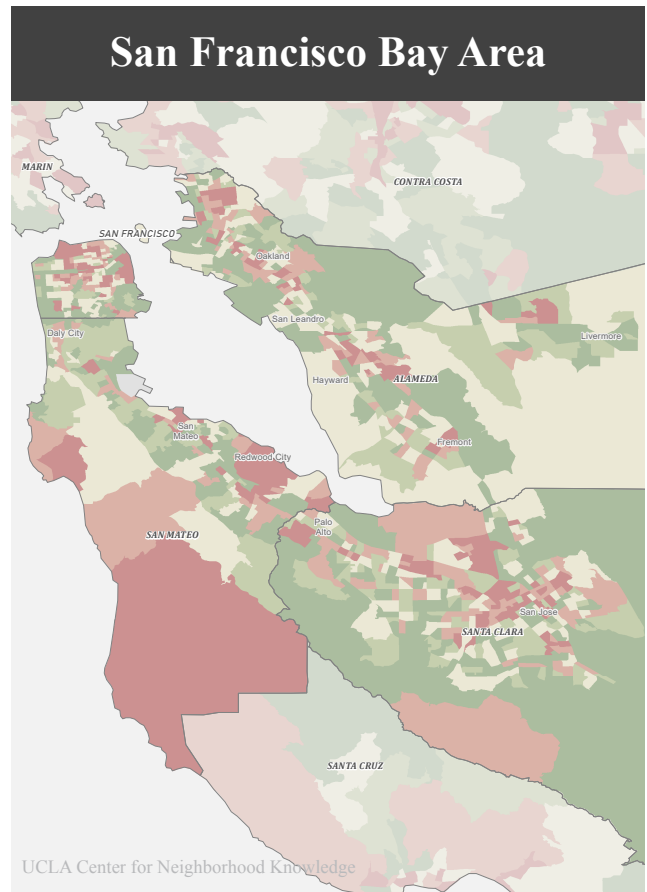 San Francisco Bay Area
MARIN
CONTRA COSTA
SAN FRANCISCO
Oakland
San Leandro
Daly City
Livermore
Hayward
ALAMEDA
San
Mateo
Fremont
Redwood City
Palo
Alto
SAN MATEO
San Jose
SANTA CLARA
SANTA CRUZ
UCLA Center for Neighborhood Knowledge